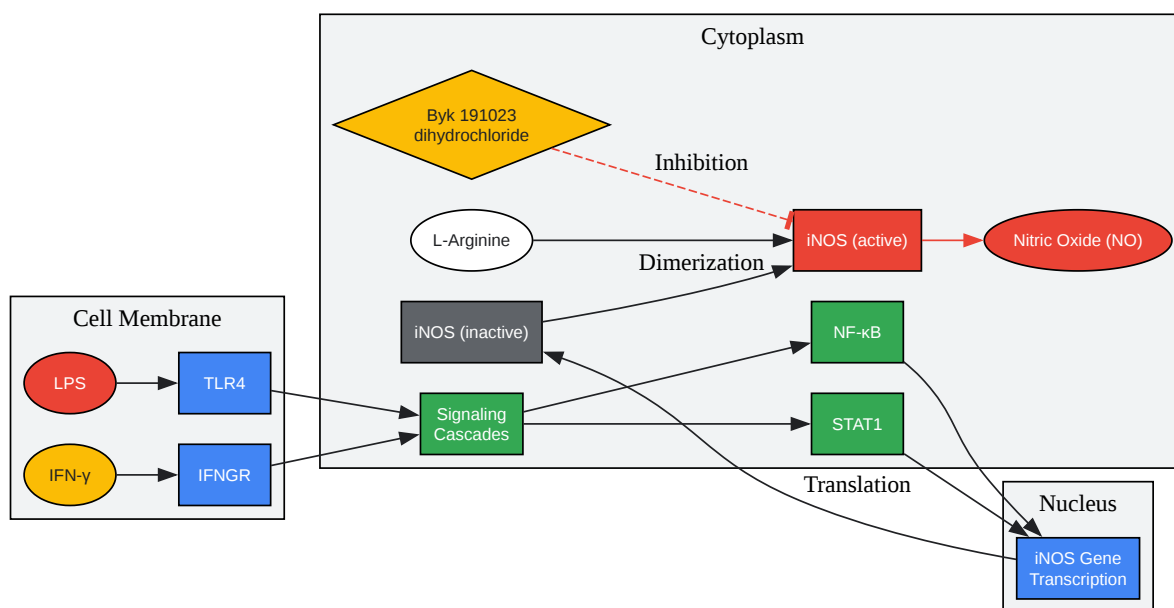 Cytoplasm
Byk 191023
dihydrochloride
Inhibition
L-Arginine
iNOS (active)
Nitric Oxide (NO)
Dimerization
Cell Membrane
iNOS (inactive)
NF-κB
LPS
TLR4
Signaling
Cascades
STAT1
IFN-γ
IFNGR
Translation
Nucleus
iNOS Gene
Transcription